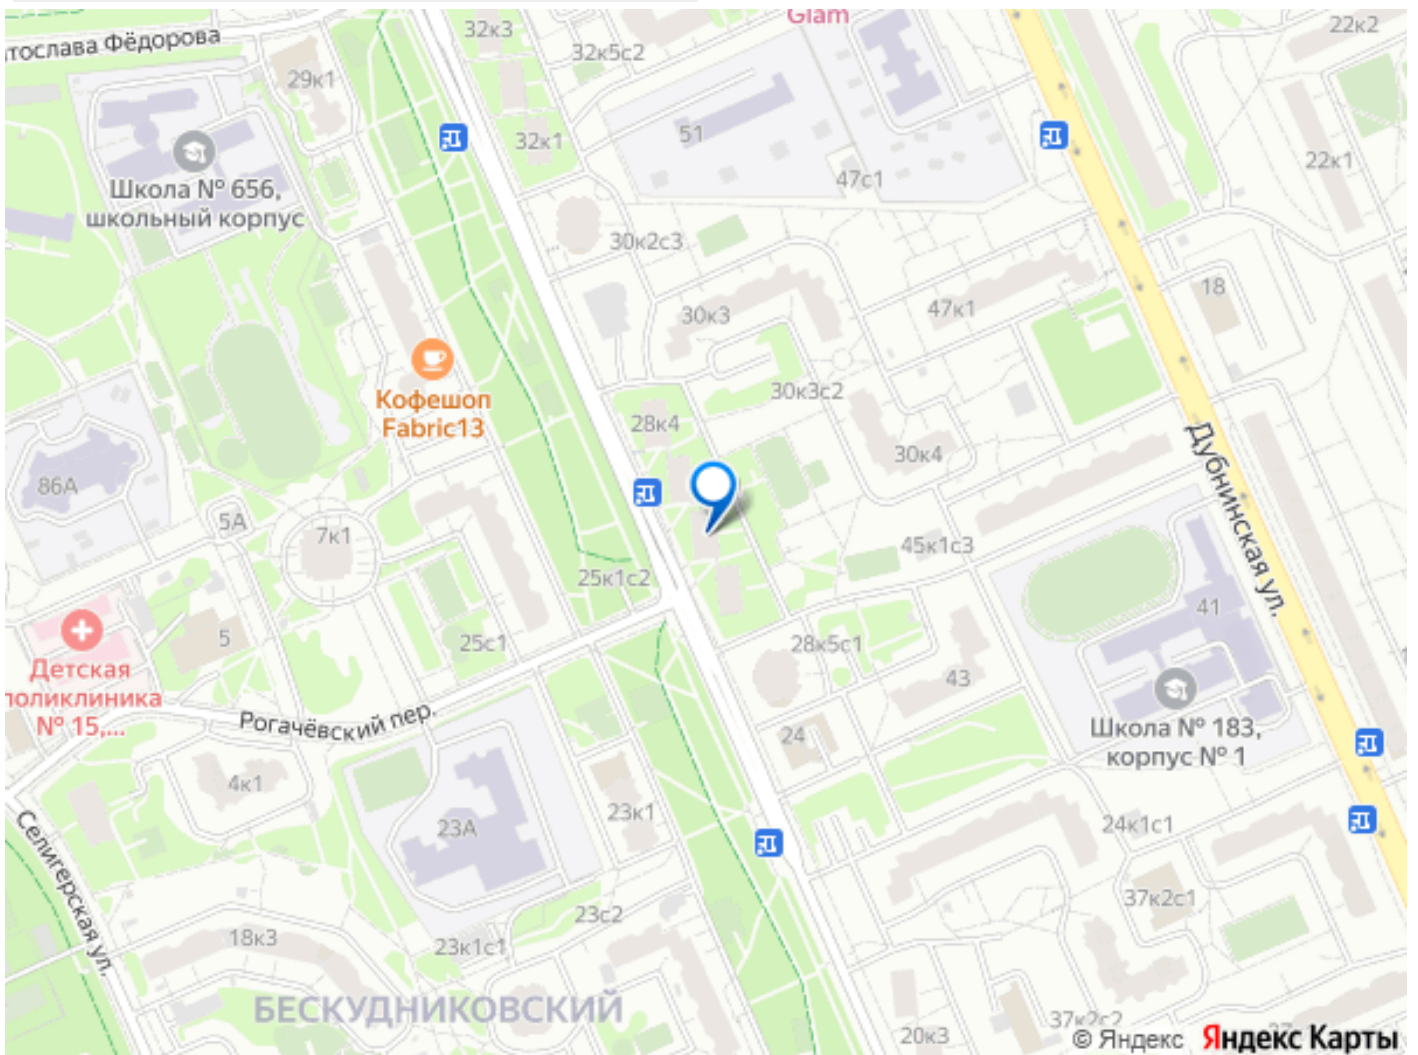 Glam
32к3
22к2
тослава Фёдорова
32к5с2
29к1
51
32к1
22к1
Школа № 656,
школьный корпус
47с1
30к2с3
18
30к3
47к1
Кофешоп
Fabric13
30к3с2
28к4
30к4
Дубнинская ул.
86А
5А
7к1
45к1с3
25к1с2
41
5
25с1
28к5с1
Детская
поликлиника
№ 15,...
43
Рогачёвский пер.
24
Школа № 183,
корпус № 1
4к1
23к1
23А
24к1с1
Селигерская ул.
37к2с1
23с2
18к3
23к1с1
БЕСКУДНИКОВСКИЙ
37к2с2
20к3
© Яндекс Яндекс Карты